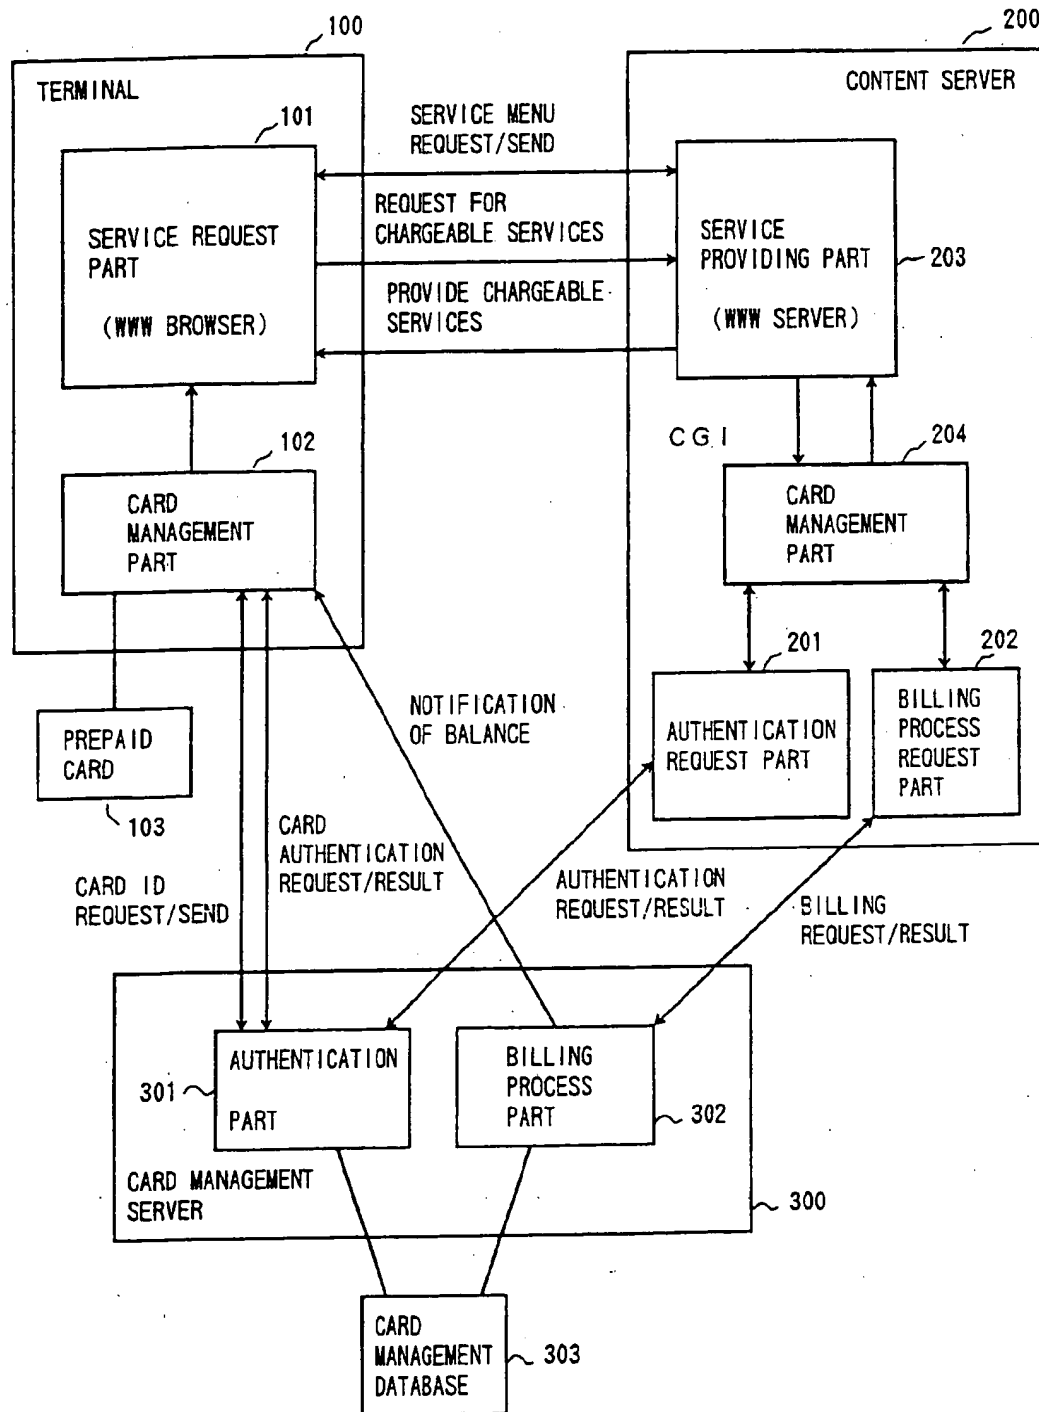 100
200
TERMINAL
CONTENT SERVER
101
SERVICE MENU
REQUEST/SEND
SERVICE REQUEST
PART
(WWW BROWSER)
REQUEST FOR
CHARGEABLE SERVICES
PROVIDE CHARGEABLE
SERVICES
SERVICE
PROVIDING PART
(WWW SERVER)
203
102
CGI
204
CARD
MANAGEMENT
PART
CARD
MANAGEMENT
PART
201
202
PREPAID
CARD
103
NOTIFICATION
OF BALANCE
AUTHENTICATION
REQUEST PART
BILLING
PROCESS
REQUEST
PART
CARD
AUTHENTICATION
REQUEST/RESULT
CARD ID
REQUEST/SEND
AUTHENTICATION
REQUEST/RESULT
BILLING
REQUEST/RESULT
AUTHENTICATION
PART
301
BILLING
PROCESS
PART
302
CARD MANAGEMENT
SERVER
300
CARD
MANAGEMENT
DATABASE
303